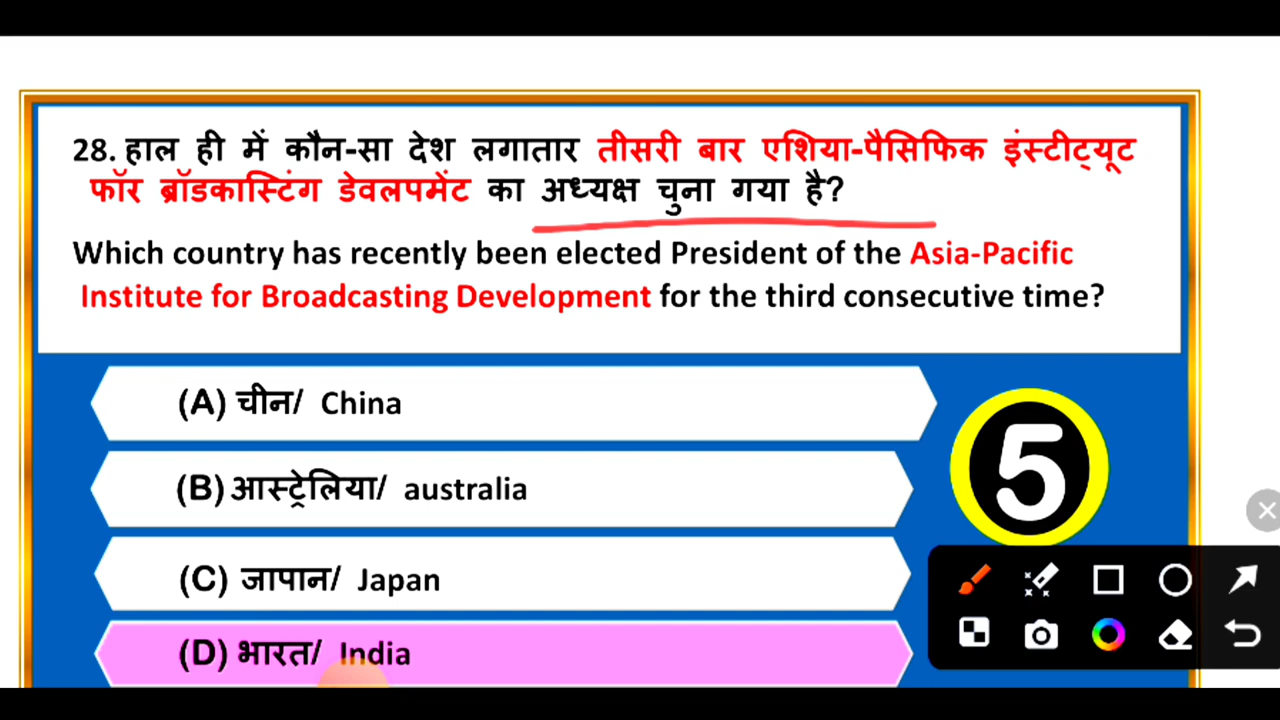 28. हाल ही में कौन-सा देश लगातार तीसरी बार एशिया-पैसिफिक इंस्टीट्यूट
फॉर ब्रॉडकास्टिंग डेवलपमेंट का अध्यक्ष चुना गया है?
Which country has recently been elected President of the Asia-Pacific
Institute for Broadcasting Development for the third consecutive time?
(A) चीन/ China
(B) आस्ट्रेलिया/ australia
5
(C) जापान/ Japan
(D) भारत/ India